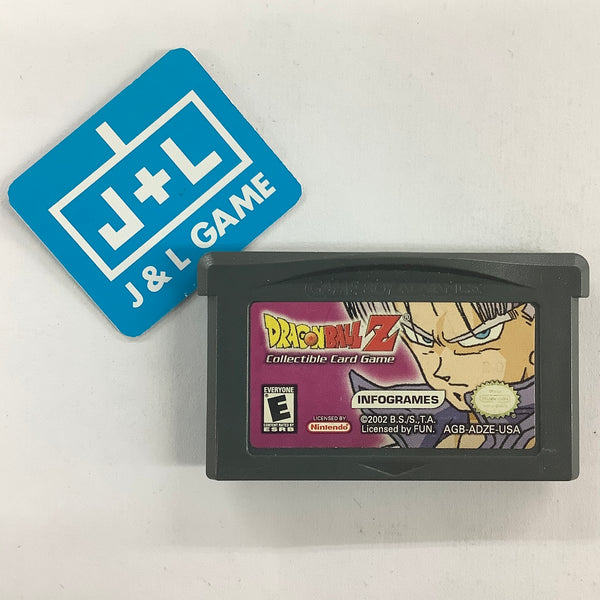 J+L
J & L GAME
GAME BOY ADVANCE
DRAGON BALL Z
Collectible Card Game
INFOGRAMES
EVERYONE
E
CONTENT RATED BY
ESRB
LICENSED BY
Nintendo
©2002 B.S./S.,T.A.
Licensed by FUN.
AGB-ADZE-USA